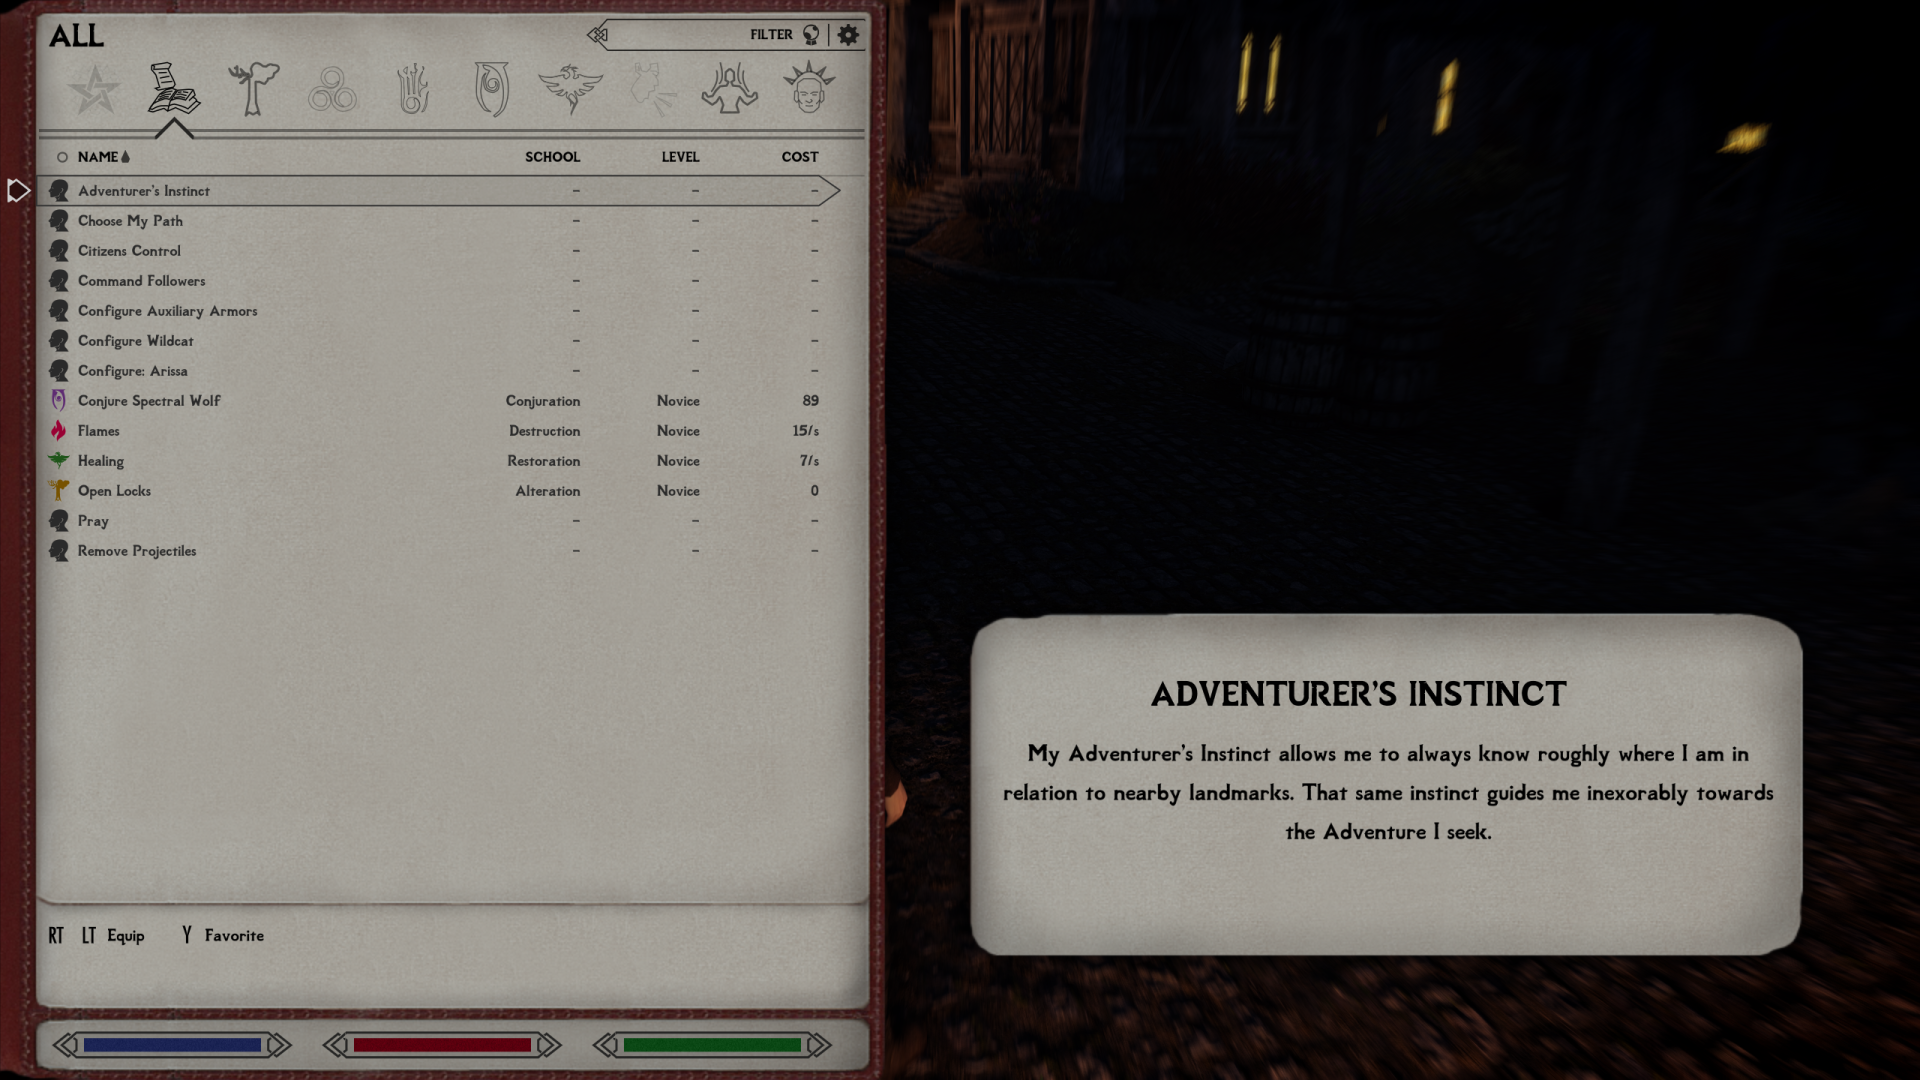 ALL
FILTER
NAME SCHOOL LEVEL COST
Adventurer's Instinct - - -
Choose My Path - - -
Citizens Control - - -
Command Followers - - -
Configure Auxiliary Armors - - -
Configure Wildcat - - -
Configure: Arissa - - -
Conjure Spectral Wolf Conjuration Novice 89
Flames Destruction Novice 15/s
Healing Restoration Novice 7/s
Open Locks Alteration Novice 0
Pray - - -
Remove Projectiles - - -
ADVENTURER'S INSTINCT
My Adventurer's Instinct allows me to always know roughly where I am in
relation to nearby landmarks. That same instinct guides me inexorably towards
the Adventure I seek.
RT LT Equip Y Favorite